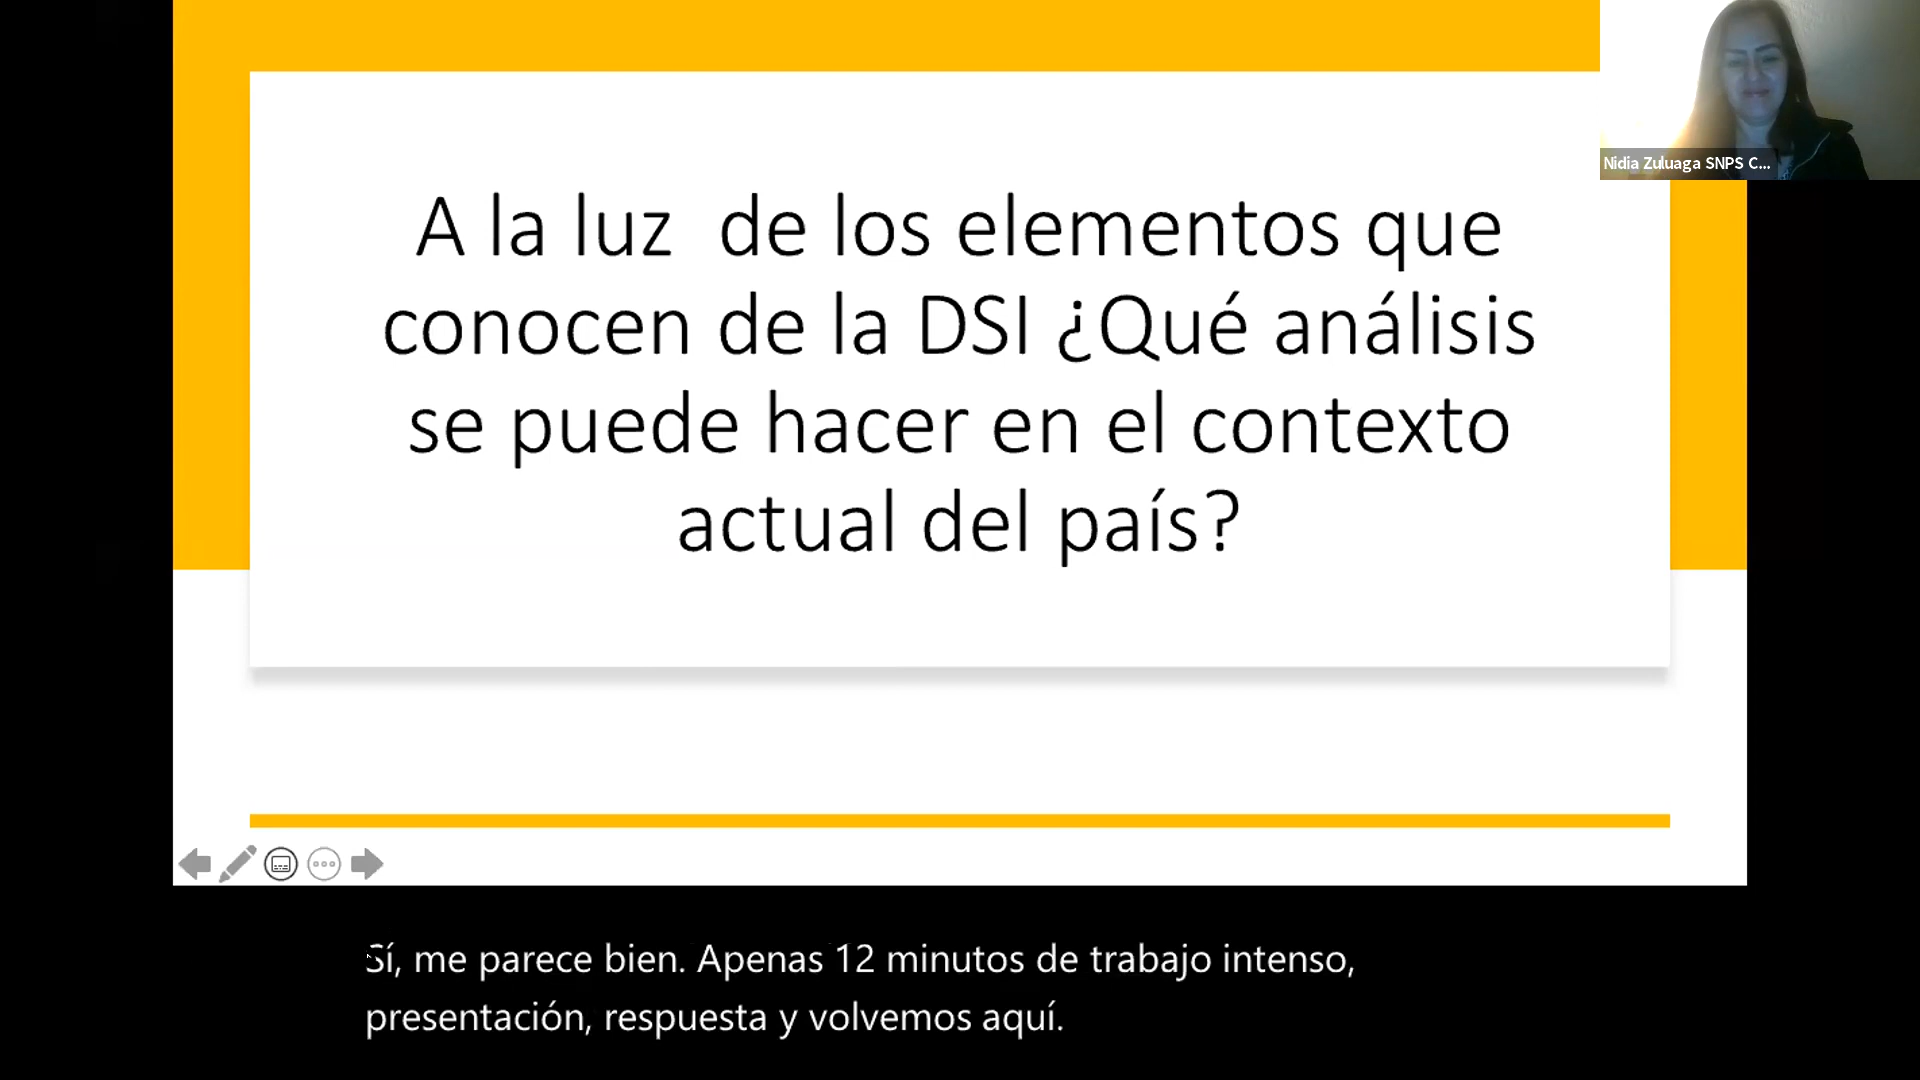 Nidia Zuluaga SNPS C...
A la luz  de los elementos que
conocen de la DSI ¿Qué análisis
se puede hacer en el contexto
actual del país?
Sí, me parece bien. Apenas 12 minutos de trabajo intenso,
presentación, respuesta y volvemos aquí.